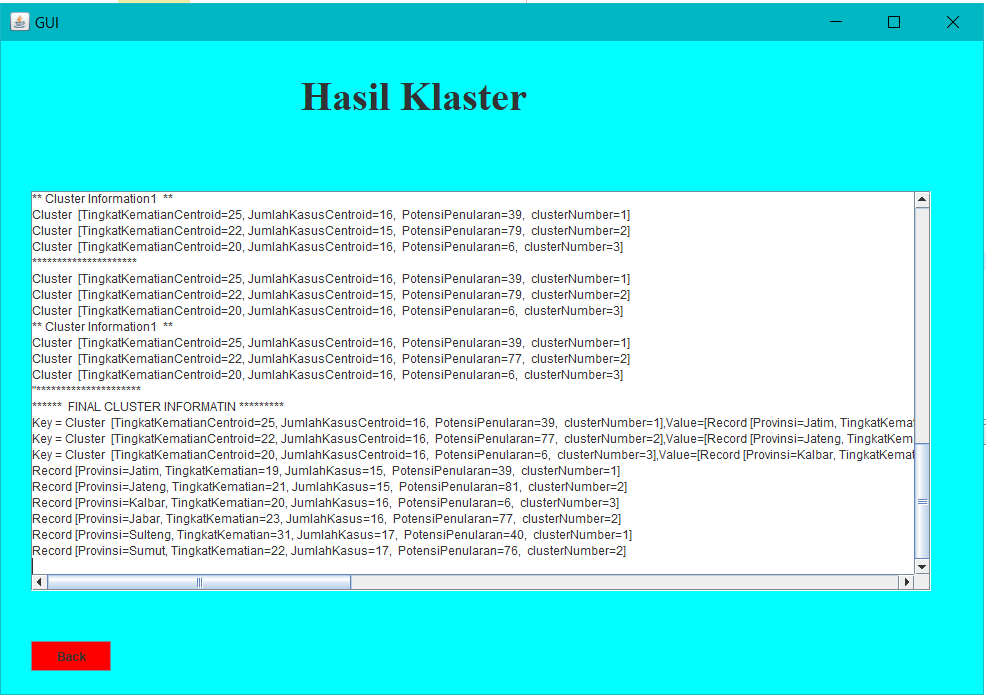 GUI
Hasil Klaster
** Cluster Information1 **
Cluster [TingkatKematianCentroid=25, JumlahKasusCentroid=16, PotensiPenularan=39, clusterNumber=1]
Cluster [TingkatKematianCentroid=22, JumlahKasusCentroid=15, PotensiPenularan=79, clusterNumber=2]
Cluster [TingkatKematianCentroid=20, JumlahKasusCentroid=16, PotensiPenularan=6, clusterNumber=3]
*********************
Cluster [TingkatKematianCentroid=25, JumlahKasusCentroid=16, PotensiPenularan=39, clusterNumber=1]
Cluster [TingkatKematianCentroid=22, JumlahKasusCentroid=15, PotensiPenularan=79, clusterNumber=2]
Cluster [TingkatKematianCentroid=20, JumlahKasusCentroid=16, PotensiPenularan=6, clusterNumber=3]
** Cluster Information1 **
Cluster [TingkatKematianCentroid=25, JumlahKasusCentroid=16, PotensiPenularan=39, clusterNumber=1]
Cluster [TingkatKematianCentroid=22, JumlahKasusCentroid=16, PotensiPenularan=77, clusterNumber=2]
Cluster [TingkatKematianCentroid=20, JumlahKasusCentroid=16, PotensiPenularan=6, clusterNumber=3]
"*********************
****** FINAL CLUSTER INFORMATIN *********
Key = Cluster [TingkatKematianCentroid=25, JumlahKasusCentroid=16, PotensiPenularan=39, clusterNumber=1],Value=[Record [Provinsi=Jatim, TingkatKemat
Key = Cluster [TingkatKematianCentroid=22, JumlahKasusCentroid=16, PotensiPenularan=77, clusterNumber=2],Value=[Record [Provinsi=Jateng, TingkatKem
Key = Cluster [TingkatKematianCentroid=20, JumlahKasusCentroid=16, PotensiPenularan=6, clusterNumber=3],Value=[Record [Provinsi=Kalbar, TingkatKemat
Record [Provinsi=Jatim, TingkatKematian=19, JumlahKasus=15, PotensiPenularan=39, clusterNumber=1]
Record [Provinsi=Jateng, TingkatKematian=21, JumlahKasus=15, PotensiPenularan=81, clusterNumber=2]
Record [Provinsi=Kalbar, TingkatKematian=20, JumlahKasus=16, PotensiPenularan=6, clusterNumber=3]
Record [Provinsi=Jabar, TingkatKematian=23, JumlahKasus=16, PotensiPenularan=77, clusterNumber=2]
Record [Provinsi=Sulteng, TingkatKematian=31, JumlahKasus=17, PotensiPenularan=40, clusterNumber=1]
Record [Provinsi=Sumut, TingkatKematian=22, JumlahKasus=17, PotensiPenularan=76, clusterNumber=2]
Back